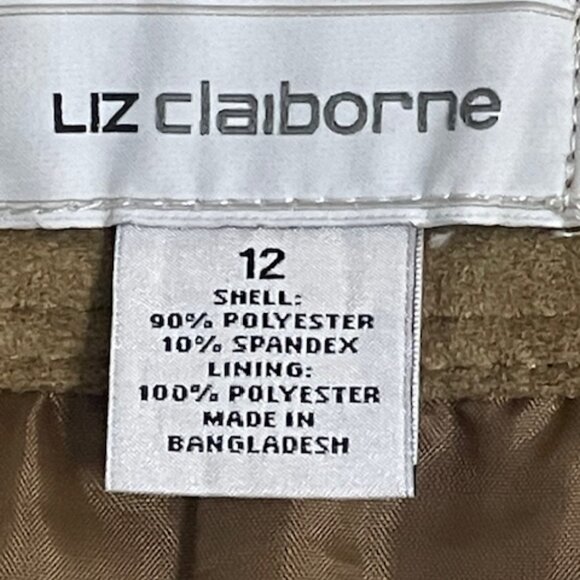 LIZ claiborne
12
SHELL:
90% POLYESTER
10% SPANDEX
LINING:
100% POLYESTER
MADE IN
BANGLADESH